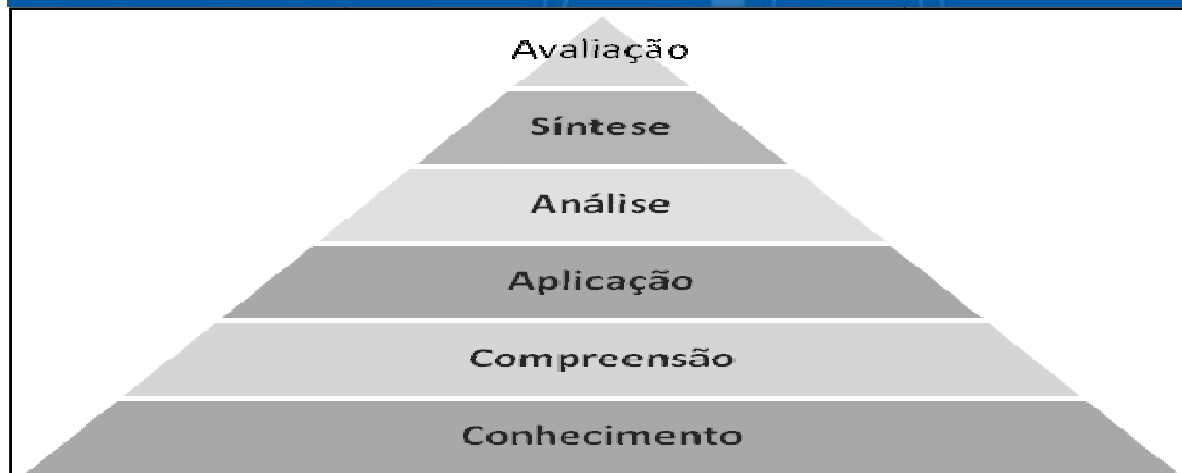 Avaliação
Síntese
Análise
Aplicação
Compreensão
Conhecimento